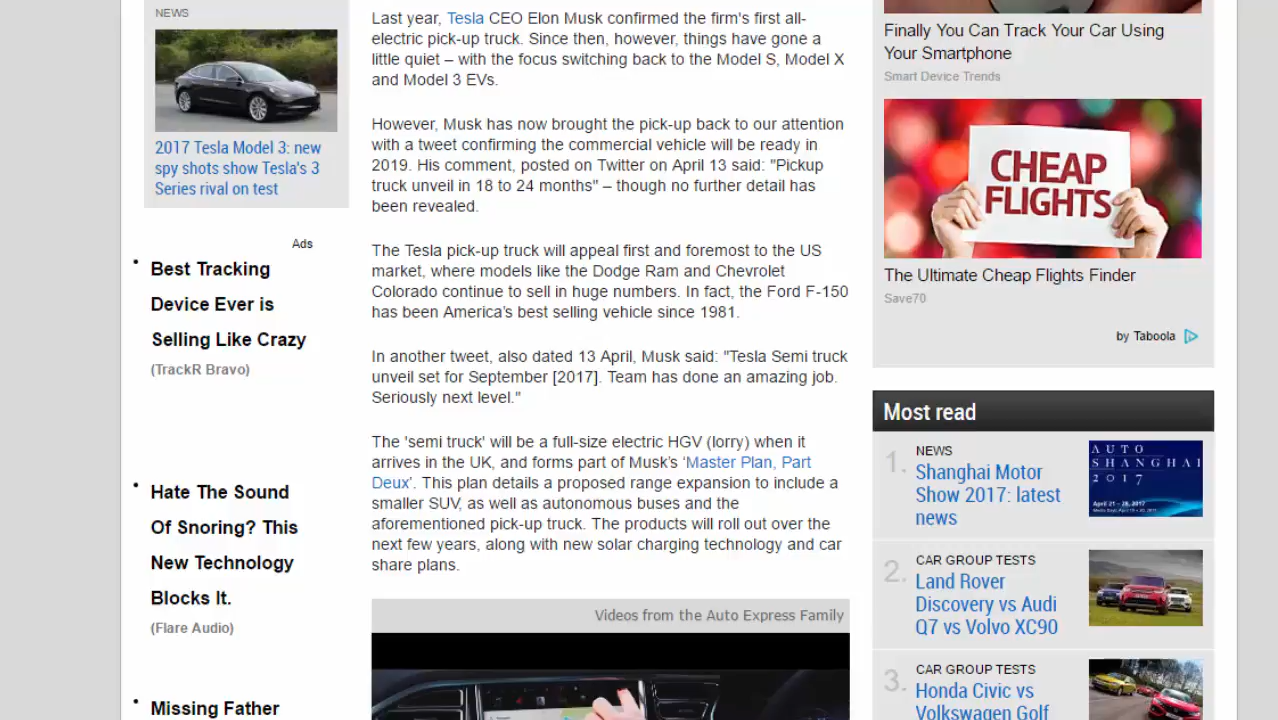 NEWS
2017 Tesla Model 3: new
spy shots show Tesla's 3
Series rival on test
Ads
Best Tracking
Device Ever is
Selling Like Crazy
(TrackR Bravo)
Hate The Sound
Of Snoring? This
New Technology
Blocks It.
(Flare Audio)
Missing Father
Last year, Tesla CEO Elon Musk confirmed the firm's first all-
electric pick-up truck. Since then, however, things have gone a
little quiet – with the focus switching back to the Model S, Model X
and Model 3 EVs.
However, Musk has now brought the pick-up back to our attention
with a tweet confirming the commercial vehicle will be ready in
2019. His comment, posted on Twitter on April 13 said: "Pickup
truck unveil in 18 to 24 months" – though no further detail has
been revealed.
The Tesla pick-up truck will appeal first and foremost to the US
market, where models like the Dodge Ram and Chevrolet
Colorado continue to sell in huge numbers. In fact, the Ford F-150
has been America's best selling vehicle since 1981.
In another tweet, also dated 13 April, Musk said: "Tesla Semi truck
unveil set for September [2017]. Team has done an amazing job.
Seriously next level."
The 'semi truck' will be a full-size electric HGV (lorry) when it
arrives in the UK, and forms part of Musk's ‘Master Plan, Part
Deux’. This plan details a proposed range expansion to include a
smaller SUV, as well as autonomous buses and the
aforementioned pick-up truck. The products will roll out over the
next few years, along with new solar charging technology and car
share plans.
Videos from the Auto Express Family
Finally You Can Track Your Car Using
Your Smartphone
Smart Device Trends
CHEAP
FLIGHTS
The Ultimate Cheap Flights Finder
Save70
by Taboola
Most read
1.
NEWS
Shanghai Motor
Show 2017: latest
news
AUTO
SHANGHAI
2017
April 21 – 28, 2017
2.
CAR GROUP TESTS
Land Rover
Discovery vs Audi
Q7 vs Volvo XC90
3.
CAR GROUP TESTS
Honda Civic vs
Volkswagen Golf